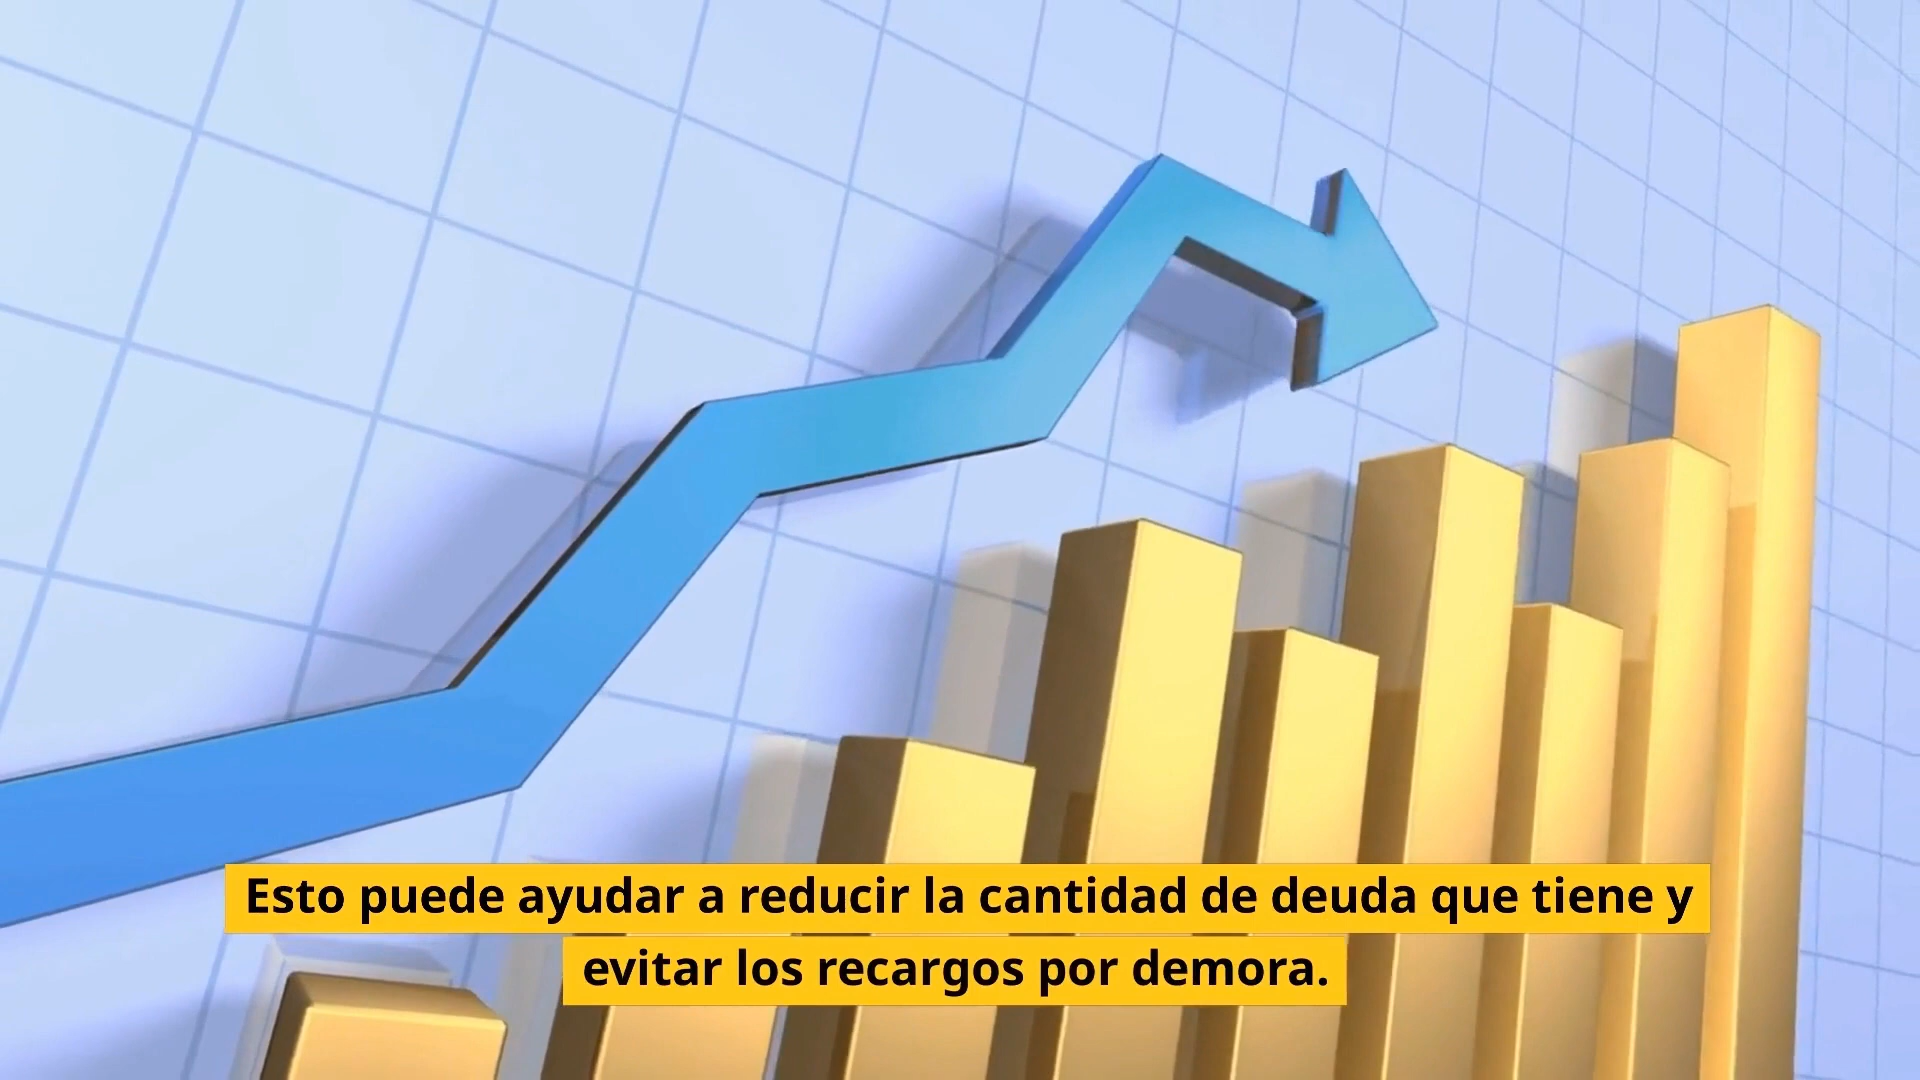 Esto puede ayudar a reducir la cantidad de deuda que tiene y
evitar los recargos por demora.